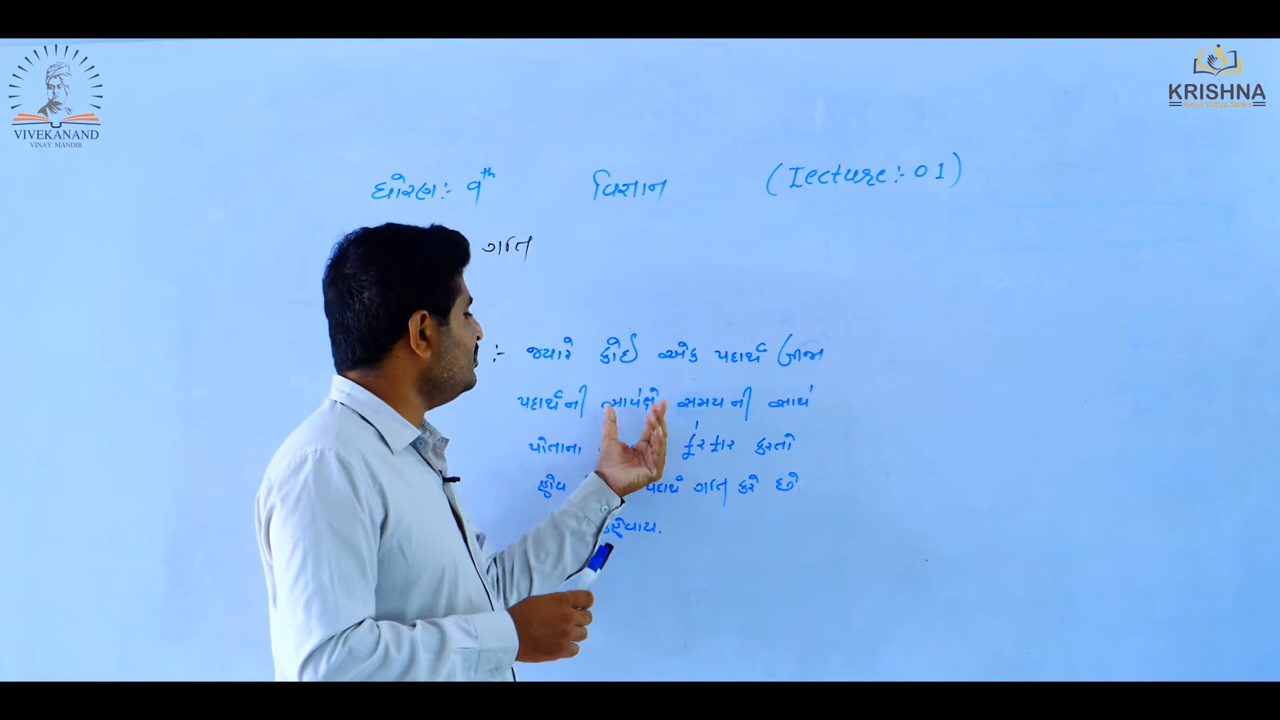 VIVEKANAND
VINAY MANDIR
KRISHNA
ધોરણ :- 9th વિજ્ઞાન (Lecture :- 01)
ગતિ
:- જ્યારે કોઈ એક પદાર્થ બીજા
પદાર્થની સાપેક્ષે સમય ની સાથે
પોતાના ફેરફાર કરતો
હોય પદાર્થ ગતિ કરે છે
કહેવાય.